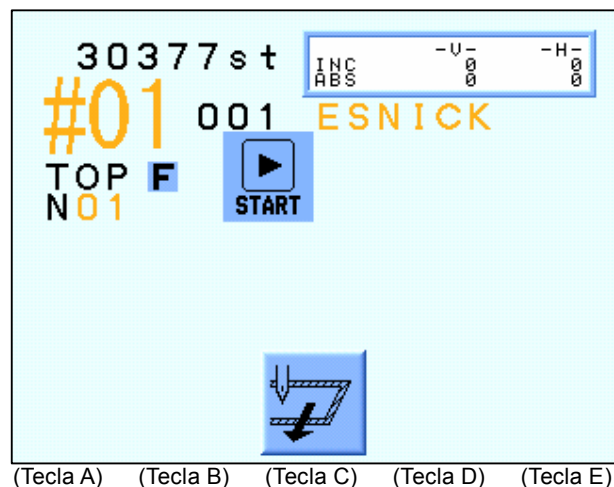 30377st
-V- -H-
INC 0 0
ABS 0 0
#01 001 ESNICK
TOP F
N01
START
(Tecla A) (Tecla B) (Tecla C) (Tecla D) (Tecla E)